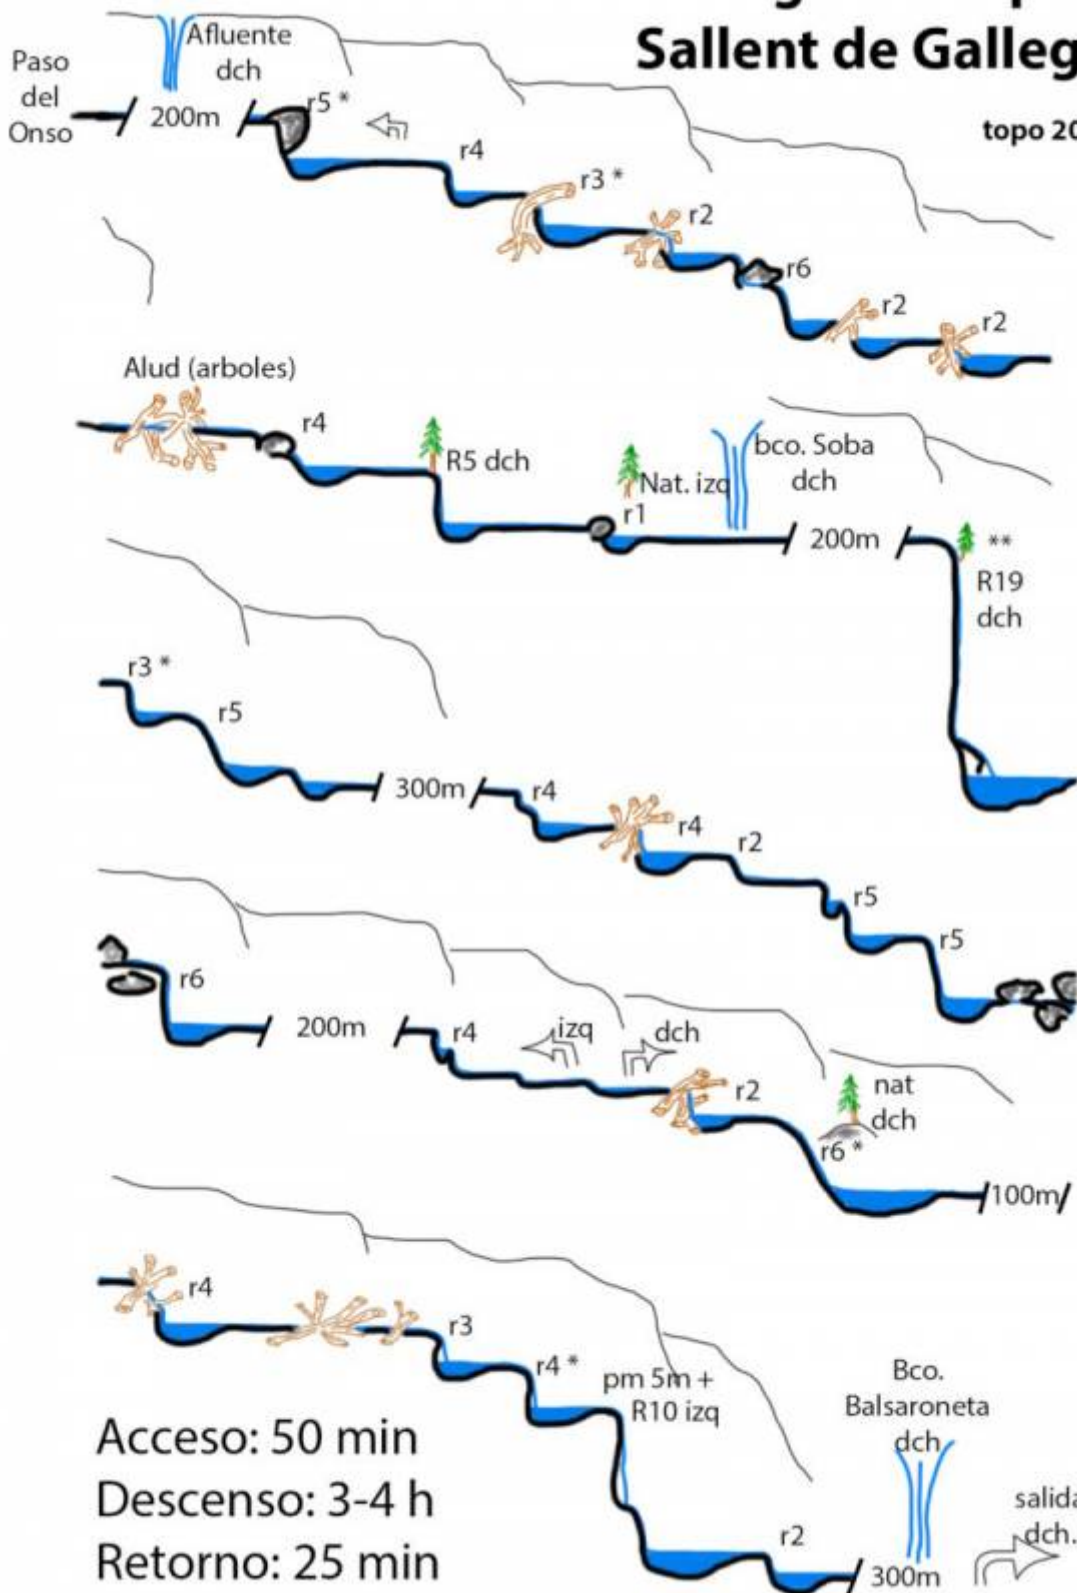 Sallent de Galleg
topo 20
Paso
del
Onso
Afluente
dch
200m
r5 *
r4
r3 *
r2
r6
r2
r2
Alud (arboles)
r4
R5 dch
Nat. izq
r1
bco. Soba
dch
200m
**
R19
dch
r3 *
r5
300m
r4
r4
r2
r5
r5
r6
200m
r4
izq
dch
r2
nat
dch
r6 *
100m
r4
r3
r4 *
pm 5m +
R10 izq
r2
Bco.
Balsaroneta
dch
300m
salida
dch.
Acceso: 50 min
Descenso: 3-4 h
Retorno: 25 min